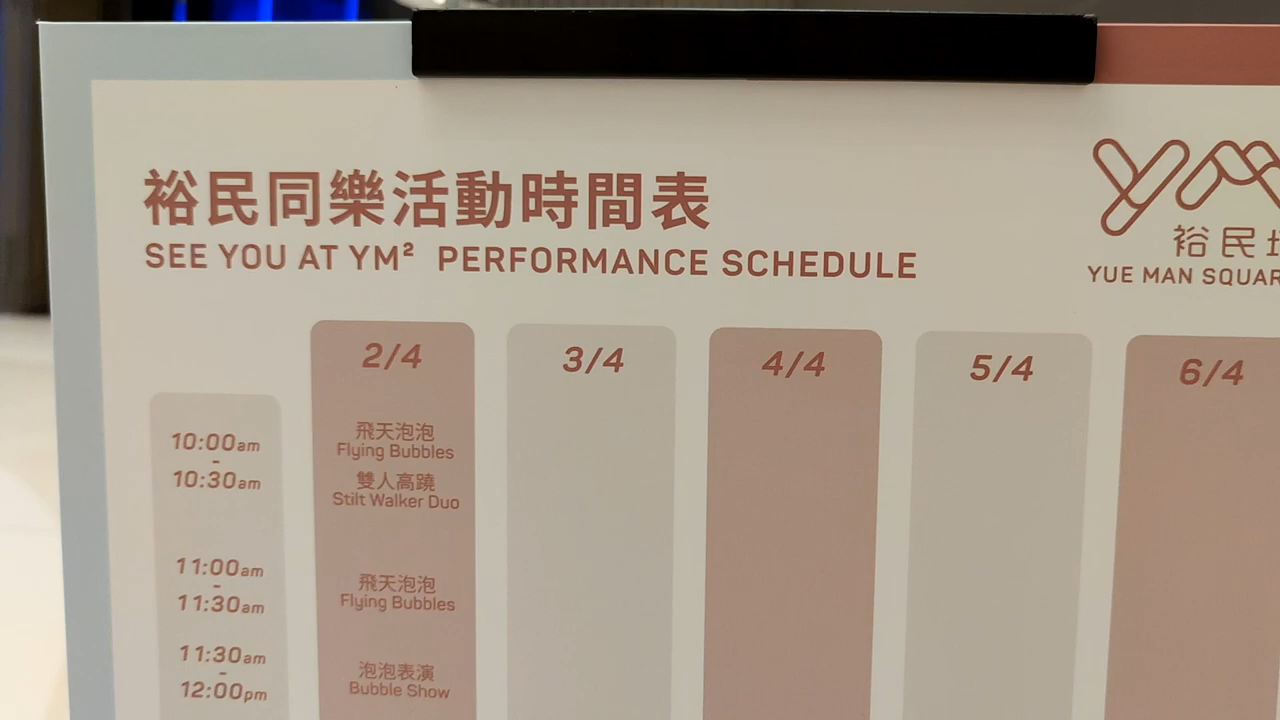 裕民同樂活動時間表
SEE YOU AT YM² PERFORMANCE SCHEDULE
裕民
YUE MAN
2/4
3/4
4/4
5/4
6/4
10:00am
-
10:30am
飛天泡泡
Flying Bubbles
雙人高蹺
Stilt Walker Duo
11:00am
-
11:30am
飛天泡泡
Flying Bubbles
11:30am
-
12:00pm
泡泡表演
Bubble Show